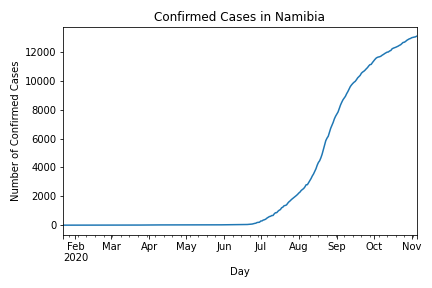 Confirmed Cases in Namibia
Number of Confirmed Cases
12000
10000
8000
6000
4000
2000
0
Feb Mar Apr May Jun Jul Aug Sep Oct Nov
2020
Day